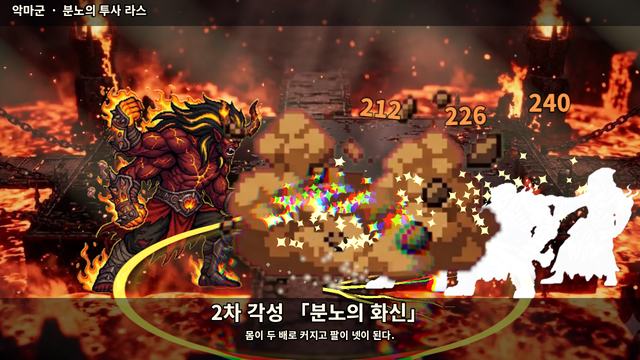 악마군 · 분노의 투사 라스
212 226 240
2차 각성 「분노의 화신」
몸이 두 배로 커지고 팔이 넷이 된다.